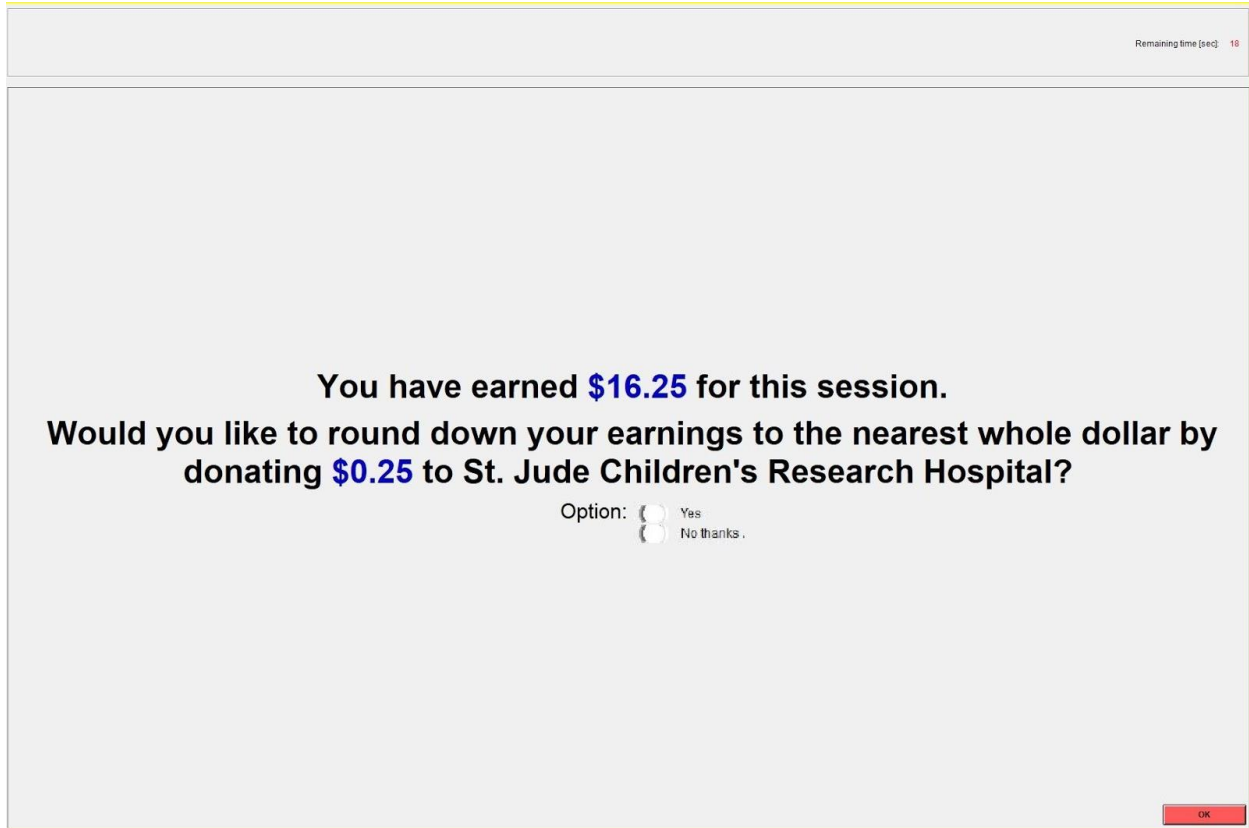 Remaining time [sec]: 18
You have earned $16.25 for this session.
Would you like to round down your earnings to the nearest whole dollar by
donating $0.25 to St. Jude Children's Research Hospital?
Option: Yes
No thanks .
OK